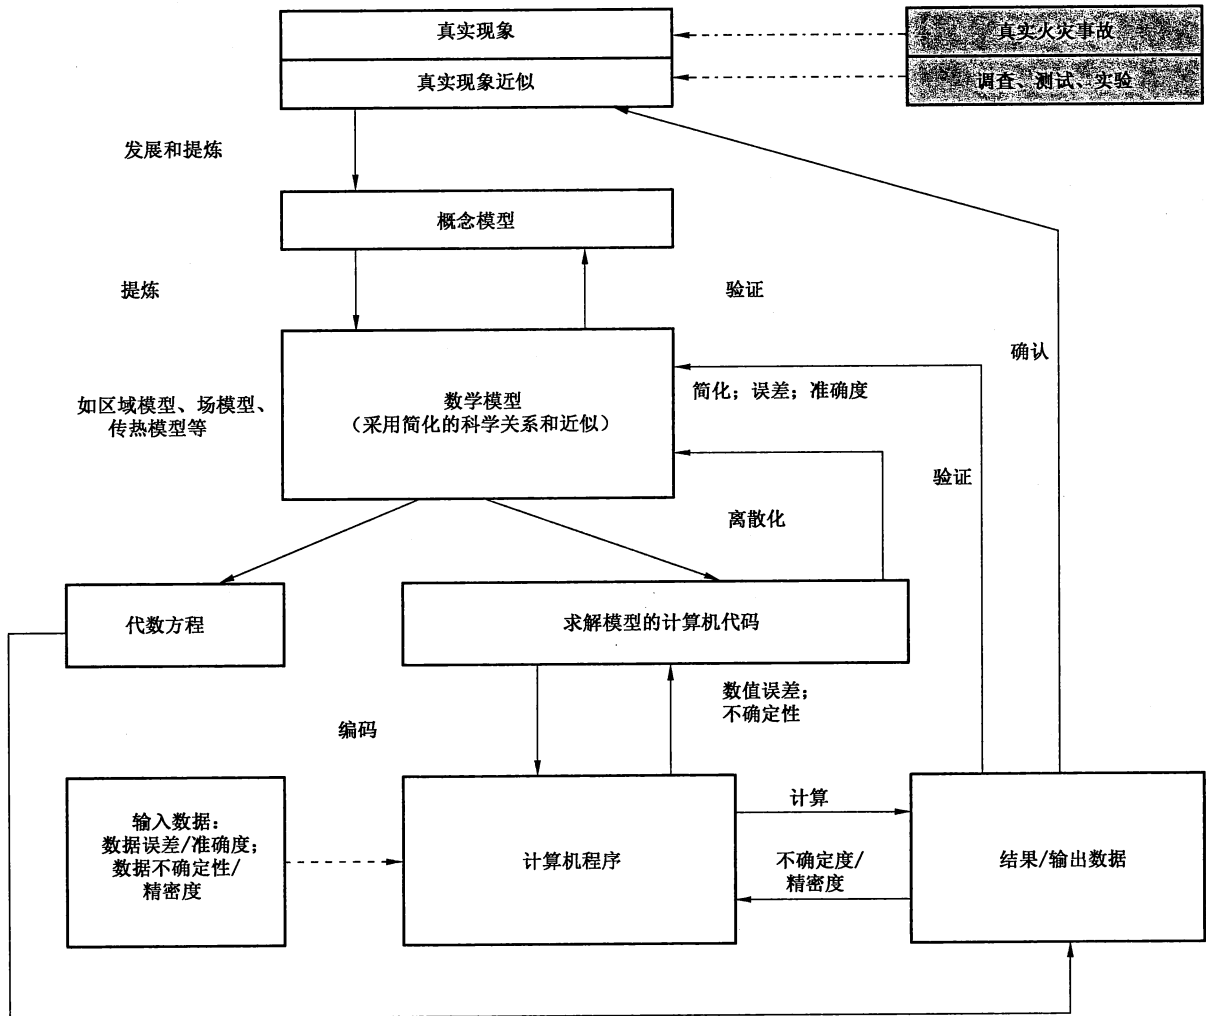 真实现象
真实火灾事故
真实现象近似
调查、测试、实验
发展和提炼
概念模型
提炼
验证
确认
简化；误差；准确度
如区域模型、场模型、
传热模型等
数学模型
（采用简化的科学关系和近似）
验证
离散化
代数方程
求解模型的计算机代码
数值误差；
不确定性
编码
输入数据：
数据误差/准确度；
数据不确定性/
精密度
计算机程序
计算
不确定度/
精密度
结果/输出数据